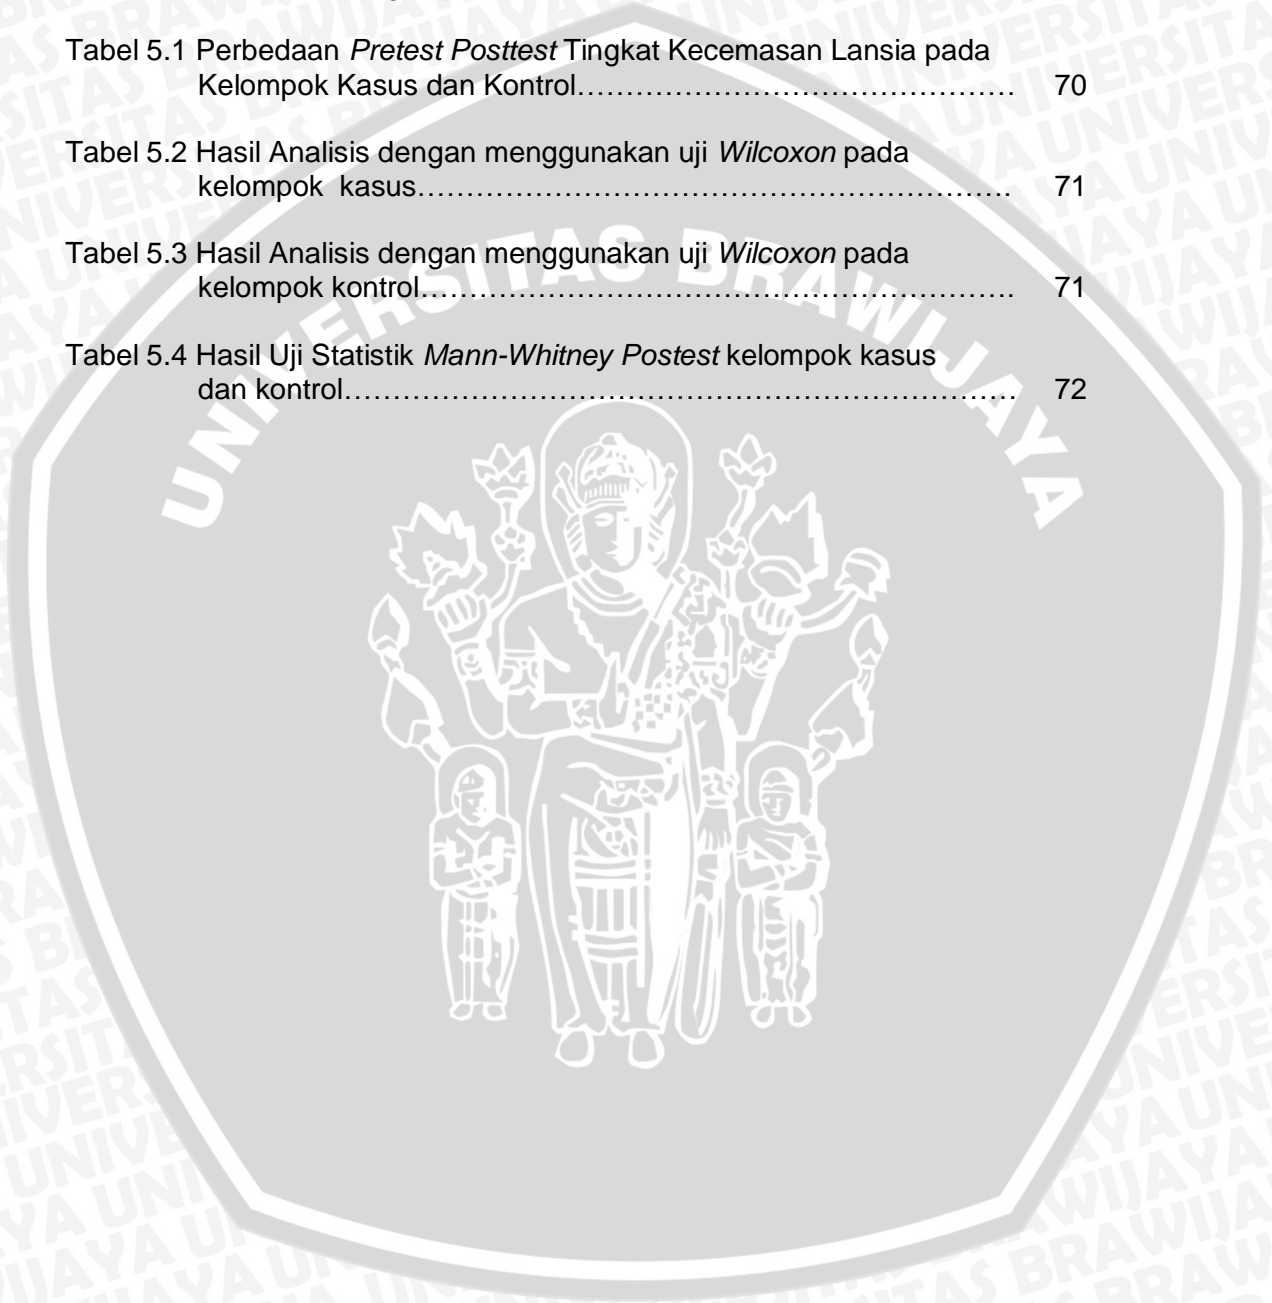 Tabel 5.1 Perbedaan Pretest Posttest Tingkat Kecemasan Lansia pada
Kelompok Kasus dan Kontrol……………………………………… 70
Tabel 5.2 Hasil Analisis dengan menggunakan uji Wilcoxon pada
kelompok  kasus……………………………………………………. 71
Tabel 5.3 Hasil Analisis dengan menggunakan uji Wilcoxon pada
kelompok kontrol……………………………….……………………. 71
Tabel 5.4 Hasil Uji Statistik Mann-Whitney Postest kelompok kasus
dan kontrol…………………………………………………………… 72
UNIVERSITAS BRAWIJAYA